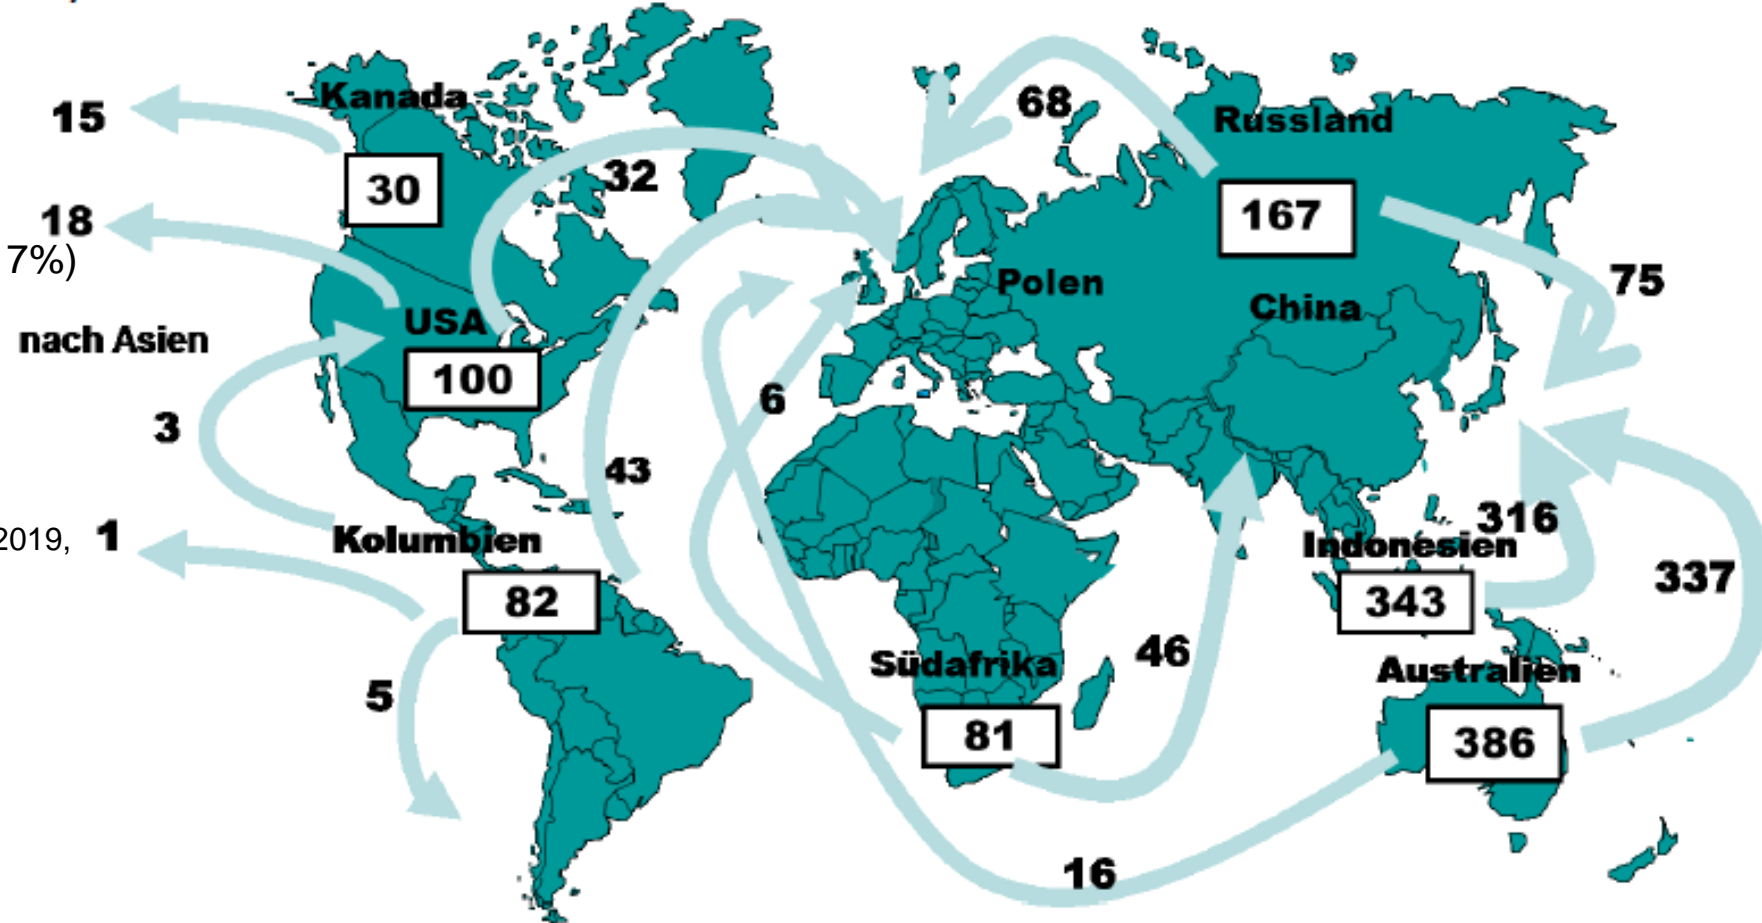 Kanada
15
30
68
Russland
32
18
167
7%)
Polen
75
China
USA
nach Asien
100
6
3
43
316
2019,
1
Kolumbien
Indonesien
82
343
337
Südafrika
46
Australien
5
81
386
16